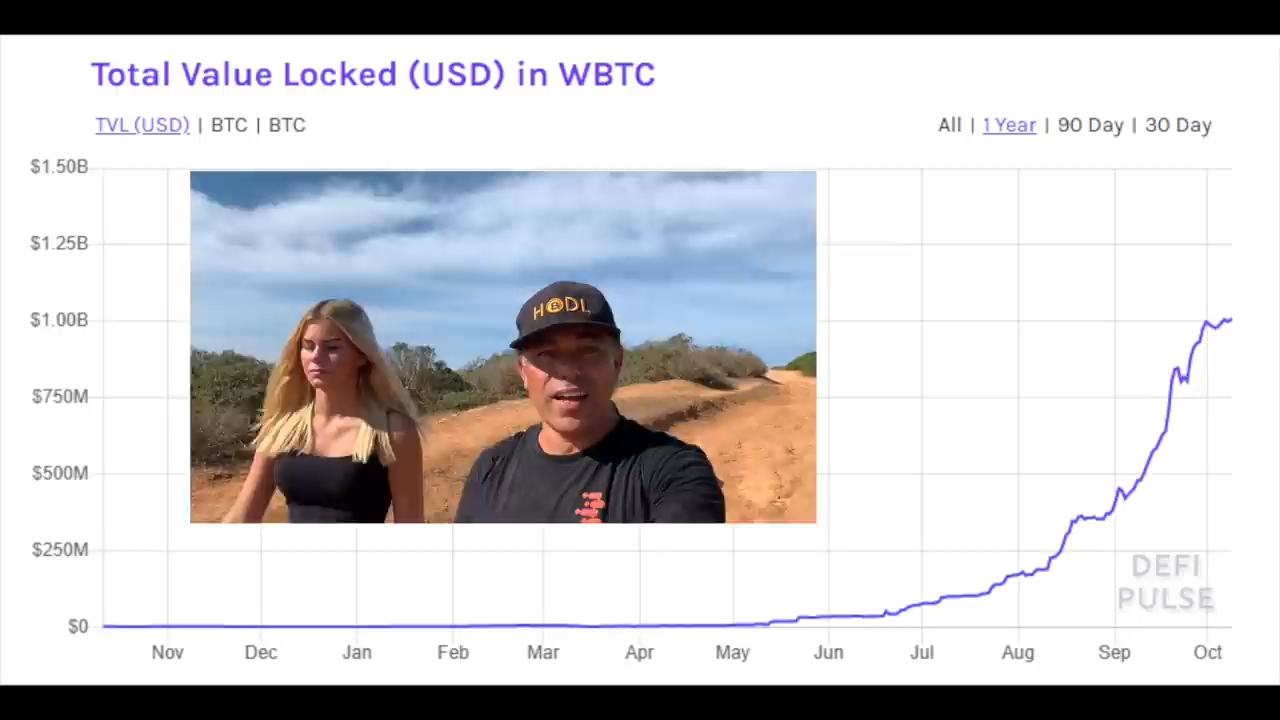 Total Value Locked (USD) in WBTC
TVL (USD) | BTC | BTC
All | 1 Year | 90 Day | 30 Day
$1.50B
$1.25B
$1.00B
$750M
$500M
$250M
$0
HODL
DEFI
PULSE
Nov Dec Jan Feb Mar Apr May Jun Jul Aug Sep Oct